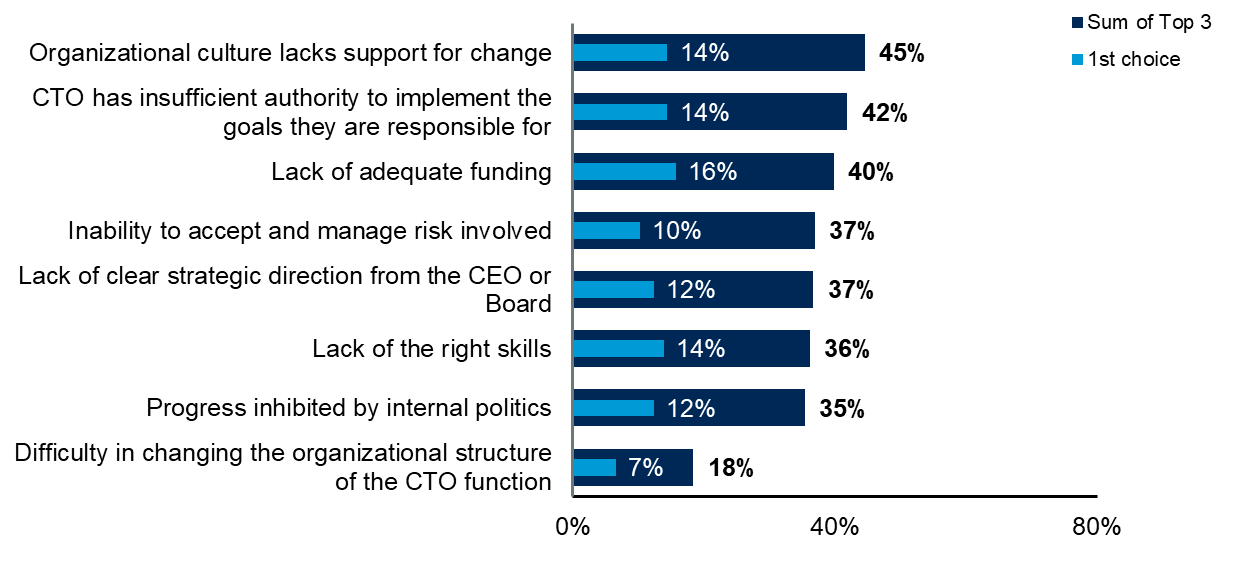 Sum of Top 3
1st choice
Organizational culture lacks support for change
14%
45%
CTO has insufficient authority to implement the
goals they are responsible for
14%
42%
Lack of adequate funding
16%
40%
Inability to accept and manage risk involved
10%
37%
Lack of clear strategic direction from the CEO or
Board
12%
37%
Lack of the right skills
14%
36%
Progress inhibited by internal politics
12%
35%
Difficulty in changing the organizational structure
of the CTO function
7%
18%
0%
40%
80%